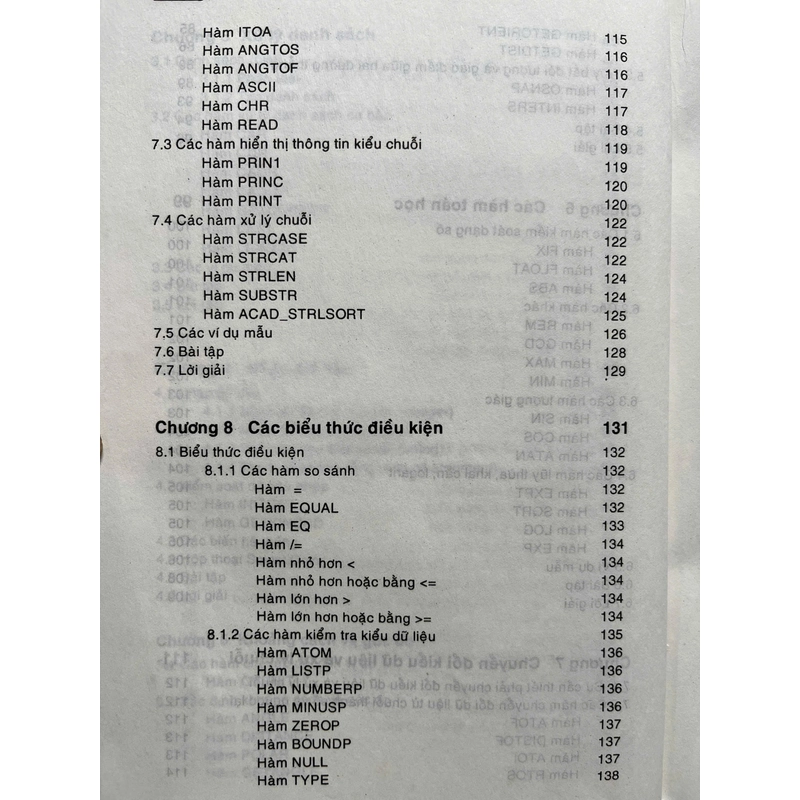 Hàm ITOA 115
Hàm ANGTOS 116
Hàm ANGTOF 116
Hàm ASCII 117
Hàm CHR 117
Hàm READ 118
7.3 Các hàm hiển thị thông tin kiểu chuỗi 119
Hàm PRIN1 119
Hàm PRINC 120
Hàm PRINT 120
7.4 Các hàm xử lý chuỗi 122
Hàm STRCASE 122
Hàm STRCAT 122
Hàm STRLEN 124
Hàm SUBSTR 124
Hàm ACAD_STRLSORT 125
7.5 Các ví dụ mẫu 126
7.6 Bài tập 128
7.7 Lời giải 129
Chương 8 Các biểu thức điều kiện 131
8.1 Biểu thức điều kiện 132
8.1.1 Các hàm so sánh 132
Hàm = 132
Hàm EQUAL 132
Hàm EQ 133
Hàm /= 134
Hàm nhỏ hơn < 134
Hàm nhỏ hơn hoặc bằng <= 134
Hàm lớn hơn > 134
Hàm lớn hơn hoặc bằng >= 134
8.1.2 Các hàm kiểm tra kiểu dữ liệu 135
Hàm ATOM 136
Hàm LISTP 136
Hàm NUMBERP 136
Hàm MINUSP 136
Hàm ZEROP 137
Hàm BOUNDP 137
Hàm NULL 137
Hàm TYPE 138